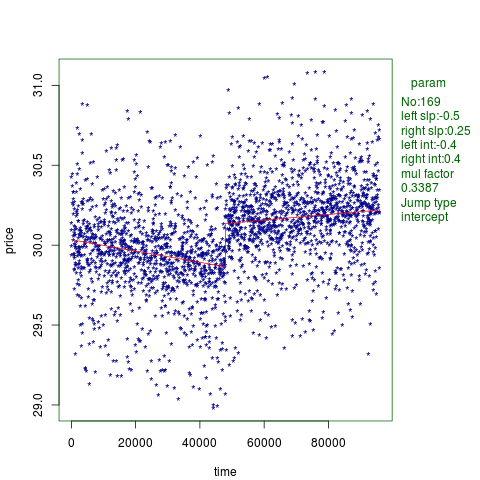 param
No:169
left slp:-0.5
right slp:0.25
left int:-0.4
right int:0.4
mul factor
0.3387
Jump type
intercept
price
31.0
30.5
30.0
29.5
29.0
0 20000 40000 60000 80000
time